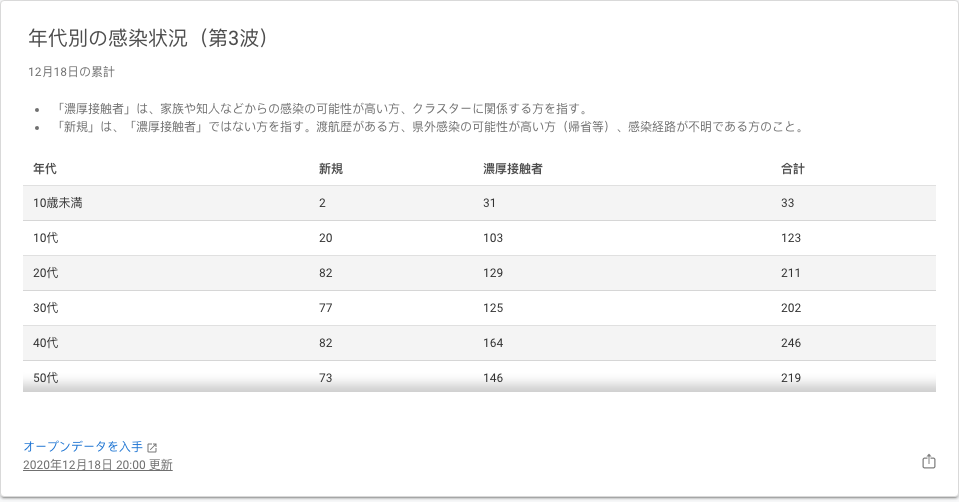 年代別の感染状況（第3波）
12月18日の累計
• 「濃厚接触者」は、家族や知人などからの感染の可能性が高い方、クラスターに関係する方を指す。
• 「新規」は、「濃厚接触者」ではない方を指す。渡航歴がある方、県外感染の可能性が高い方（帰省等）、感染経路が不明である方のこと。
年代 新規 濃厚接触者 合計
10歳未満 2 31 33
10代 20 103 123
20代 82 129 211
30代 77 125 202
40代 82 164 246
50代 73 146 219
オープンデータを入手
2020年12月18日 20:00 更新